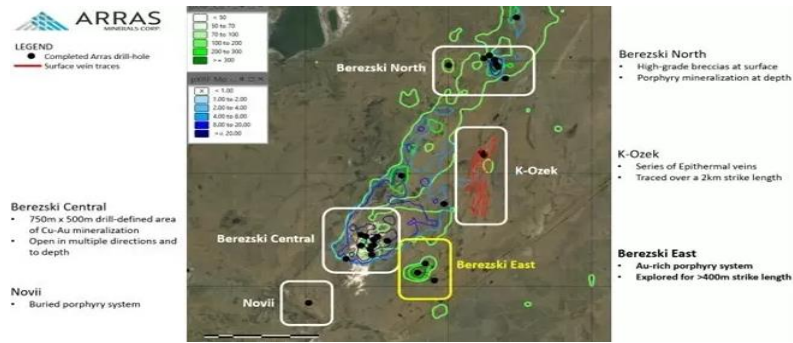 ARRAS
MINERALS CORP.
LEGEND
Completed Arras drill-hole
Surface vein traces
< 50
50 to 70
70 to 100
100 to 200
200 to 300
>= 300
< 1.00
1.00 to 2.00
2.00 to 4.00
4.00 to 8.00
8.00 to 20.00
>= 20.00
Berezski North
K-Ozek
Berezski Central
Berezski East
Novii
Berezski Central
• 750m x 500m drill-defined area
of Cu-Au mineralization
• Open in multiple directions and
to depth
Novii
• Buried porphyry system
Berezski North
• High-grade breccias at surface
• Porphyry mineralization at depth
K-Ozek
• Series of Epithermal veins
• Traced over a 2km strike length
Berezski East
• Au-rich porphyry system
• Explored for >400m strike length